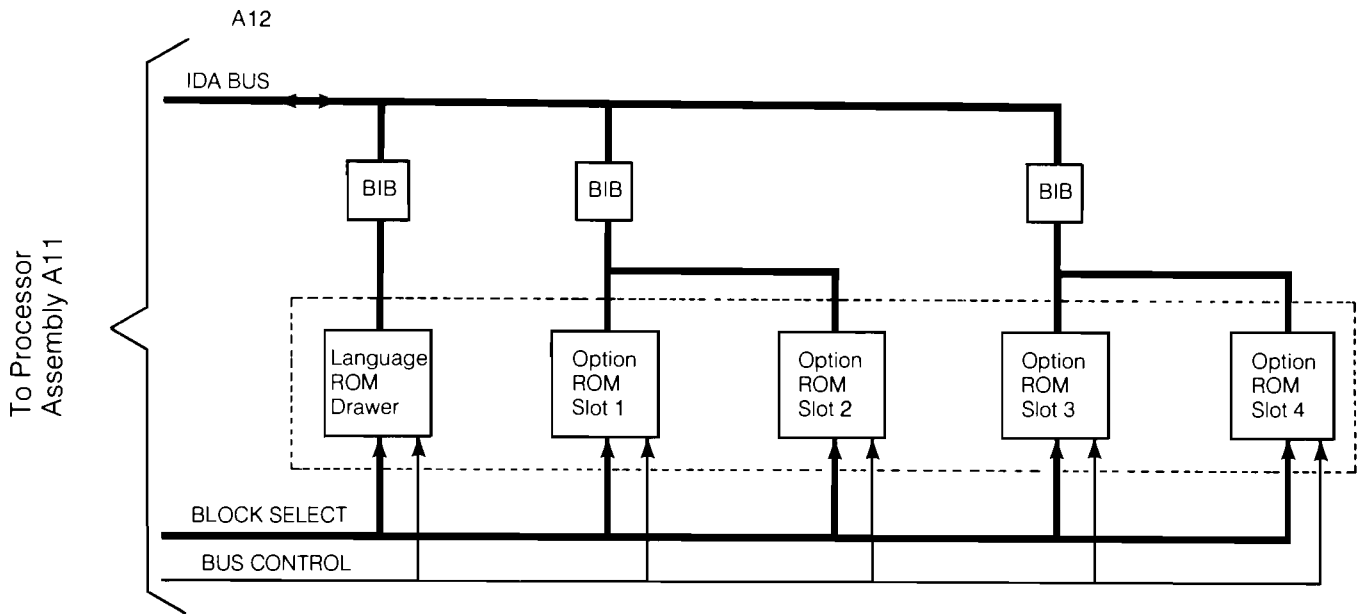 A12
IDA BUS
BIB
BIB
BIB
To Processor
Assembly A11
Language
ROM
Drawer
Option
ROM
Slot 1
Option
ROM
Slot 2
Option
ROM
Slot 3
Option
ROM
Slot 4
BLOCK SELECT
BUS CONTROL